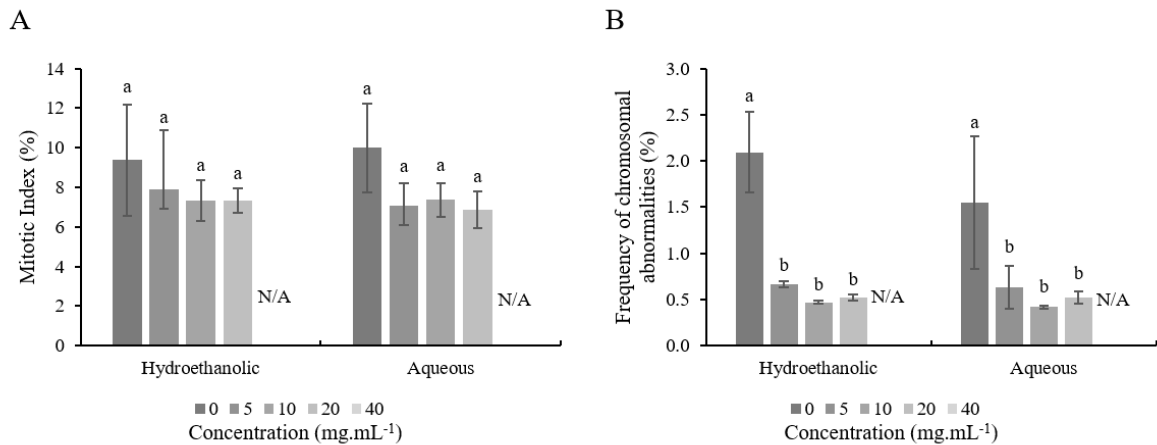 A
Mitotic Index (%)
14
12
10
8
6
4
2
0
a
a
a
a
N/A
a
a
a
a
N/A
Hydroethanolic
Aqueous
0 5 10 20 40
Concentration (mg.mL⁻¹)
B
Frequency of chromosomal
abnormalities (%)
3.0
2.5
2.0
1.5
1.0
0.5
0.0
a
b
b
b
N/A
a
b
b
b
N/A
Hydroethanolic
Aqueous
0 5 10 20 40
Concentration (mg.mL⁻¹)